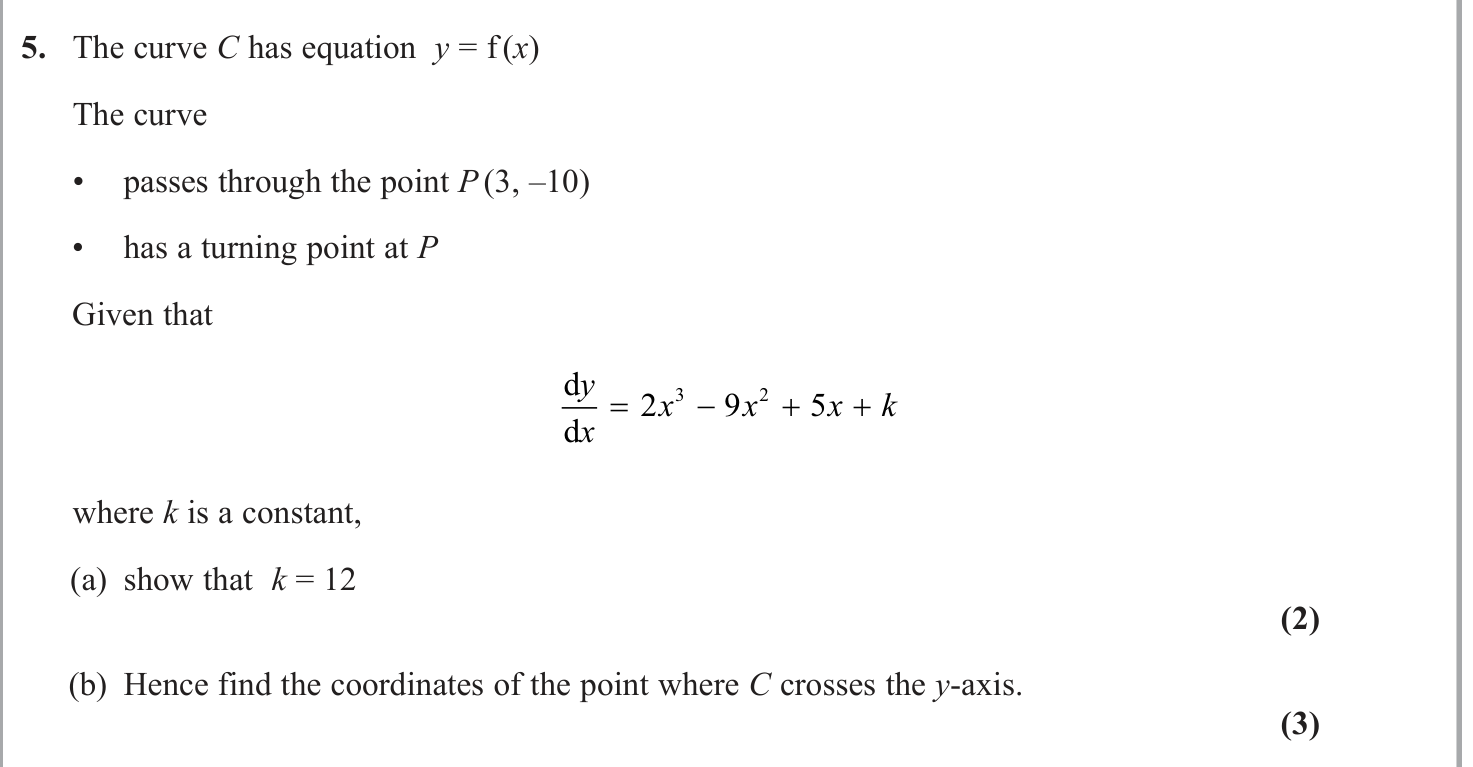 5. The curve C has equation y = f(x)
The curve
• passes through the point P(3, –10)
• has a turning point at P
Given that
dy/dx = 2x³ – 9x² + 5x + k
where k is a constant,
(a) show that k = 12
(2)
(b) Hence find the coordinates of the point where C crosses the y-axis.
(3)